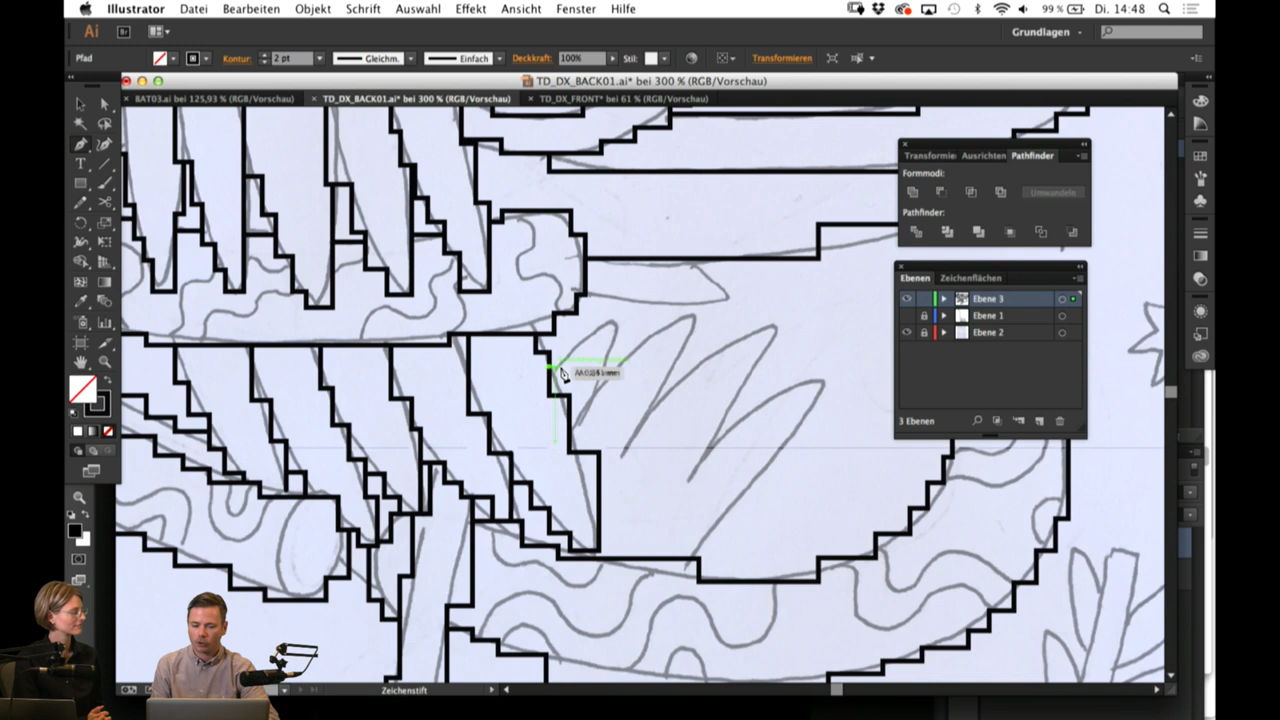 Illustrator Datei Bearbeiten Objekt Schrift Auswahl Effekt Ansicht Fenster Hilfe 99 % Di. 14:48
Ai Br Grundlagen
Pfad Kontur: 2 pt Gleichm. Einfach Deckkraft: 100% Stil: Transformieren
TD_DX_BACK01.ai* bei 300 % (RGB/Vorschau)
× BAT03.ai bei 125,93 % (RGB/Vorschau) × TD_DX_BACK01.ai* bei 300 % (RGB/Vorschau) × TD_DX_FRONT* bei 61 % (RGB/Vorschau)
Transformie Ausrichten Pathfinder
Formmodi:
Umwandeln
Pathfinder:
Ebenen Zeichenflächen
Ebene 3
Ebene 1
Ebene 2
3 Ebenen
Zeichenstift